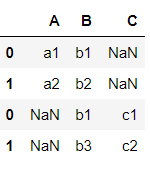 A B C
0 a1 b1 NaN
1 a2 b2 NaN
0 NaN b1 c1
1 NaN b3 c2